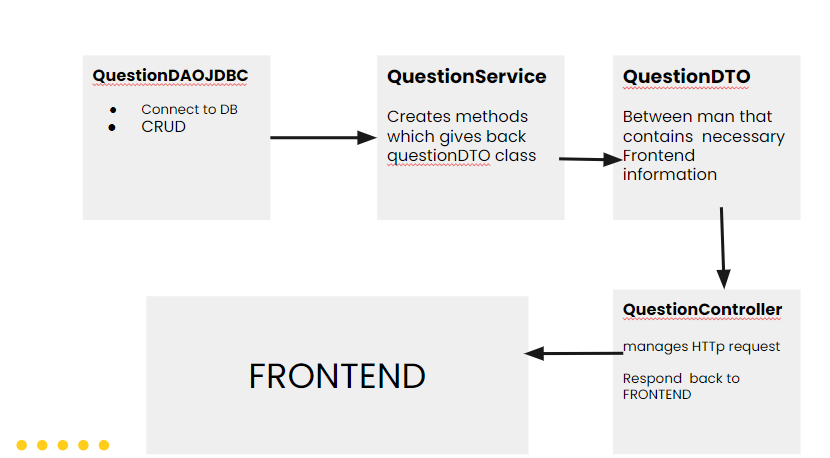 QuestionDAOJDBC
● Connect to DB
● CRUD
QuestionService
Creates methods
which gives back
questionDTO class
QuestionDTO
Between man that
contains necessary
Frontend
information
QuestionController
manages HTTp request
Respond back to
FRONTEND
FRONTEND